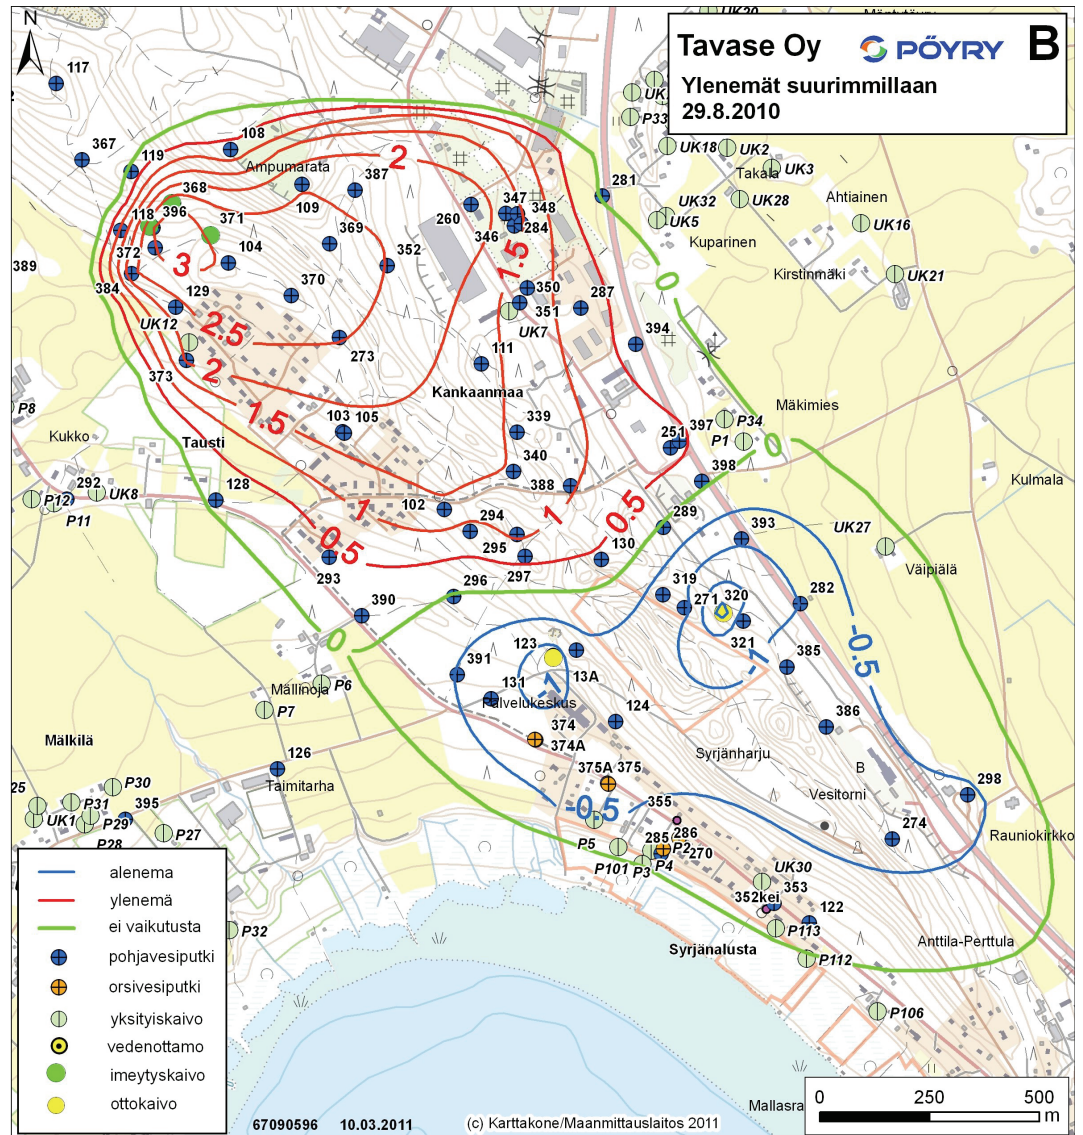 N
Tavase Oy PÖYRY B
Ylenemät suurimmillaan
29.8.2010
UK20
117
367
119
108
Ampumarata
2
387
368
396
118
371
109
104
369
260
347
348
346
284
281
P33
UK18
UK2
Takala
UK3
UK28
UK32
UK5
Ahtiainen
UK16
Kuparinen
Kirstinmäki
UK21
389
372
384
3
352
370
129
1.5
350
351
287
0
UK12
2.5
UK7
394
273
111
373
2
Kankaanmaa
P8
Kukko
Tausti
1.5
103
105
339
340
251
397
P34
P1
Mäkimies
0
398
Kulmala
292
P12
P11
UK8
128
388
102
1
294
1
0.5
289
393
UK27
Väipiälä
0.5
295
297
130
293
390
296
0
319
271
320
282
321
-1
-0.5
385
123
391
131
-1
13A
Palvelukeskus
P6
Mällinoja
P7
Mälkilä
126
Taimitarha
374
374A
124
386
Syrjänharju
375A
375
B
Vesitorni
298
-0.5
355
274
Rauniokirkko
25
P30
P31
395
UK1
P29
P28
P27
P5
286
285
P2
P101
P3
P4
270
UK30
353
352kei
122
P113
P32
Syrjänalusta
P112
Anttila-Perttula
P106
alenema
ylenemä
ei vaikutusta
pohjavesiputki
orsivesiputki
yksityiskaivo
vedenottamo
imeytyskaivo
ottokaivo
67090596 10.03.2011 (c) Karttakone/Maanmittauslaitos 2011
Mallasra
0 250 500
m